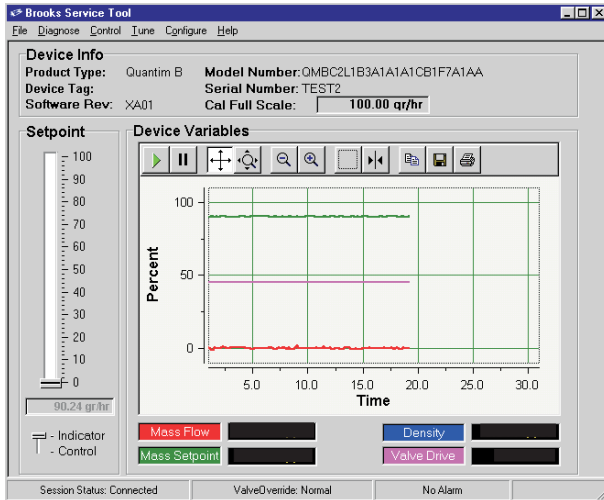 Brooks Service Tool
File Diagnose Control Tune Configure Help
Device Info
Product Type: Quantim B Model Number: QMBC2L1B3A1A1A1CB1F7A1AA
Device Tag: Serial Number: TEST2
Software Rev: XA01 Cal Full Scale: 100.00 gr/hr
Setpoint
100
90
80
70
60
50
40
30
20
10
0
90.24 gr/hr
- Indicator
- Control
Device Variables
100
50
0
Percent
5.0 10.0 15.0 20.0 25.0 30.0
Time
Mass Flow Density
Mass Setpoint Valve Drive
Session Status: Connected ValveOverride: Normal No Alarm